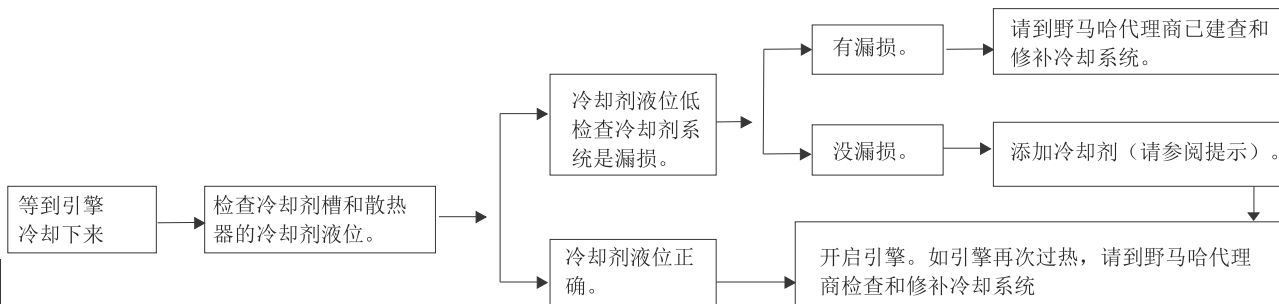 等到引擎
冷却下来
检查冷却剂槽和散热
器的冷却剂液位。
冷却剂液位低
检查冷却剂系
统是漏损。
有漏损。
请到野马哈代理商已建查和
修补冷却系统。
没漏损。
添加冷却剂（请参阅提示）。
冷却剂液位正
确。
开启引擎。如引擎再次过热，请到野马哈代理
商检查和修补冷却系统